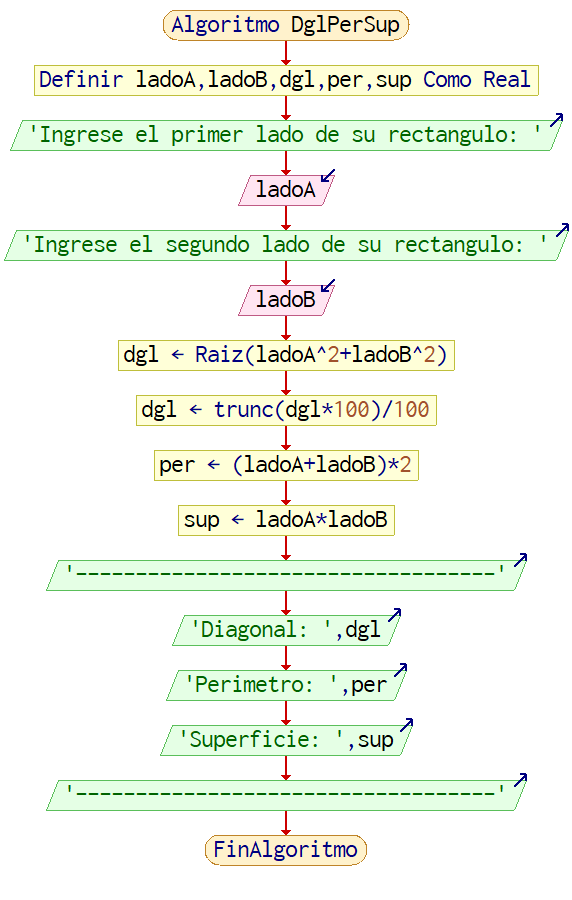 Algoritmo DglPerSup
Definir ladoA,ladoB,dgl,per,sup Como Real
'Ingrese el primer lado de su rectangulo: '
ladoA
'Ingrese el segundo lado de su rectangulo: '
ladoB
dgl ← Raiz(ladoA^2+ladoB^2)
dgl ← trunc(dgl*100)/100
per ← (ladoA+ladoB)*2
sup ← ladoA*ladoB
'-----------------------------------'
'Diagonal: ',dgl
'Perimetro: ',per
'Superficie: ',sup
'-----------------------------------'
FinAlgoritmo